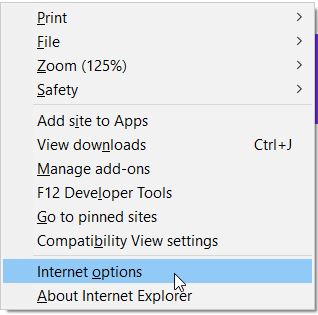 Print
File
Zoom (125%)
Safety
Add site to Apps
View downloads Ctrl+J
Manage add-ons
F12 Developer Tools
Go to pinned sites
Compatibility View settings
Internet options
About Internet Explorer